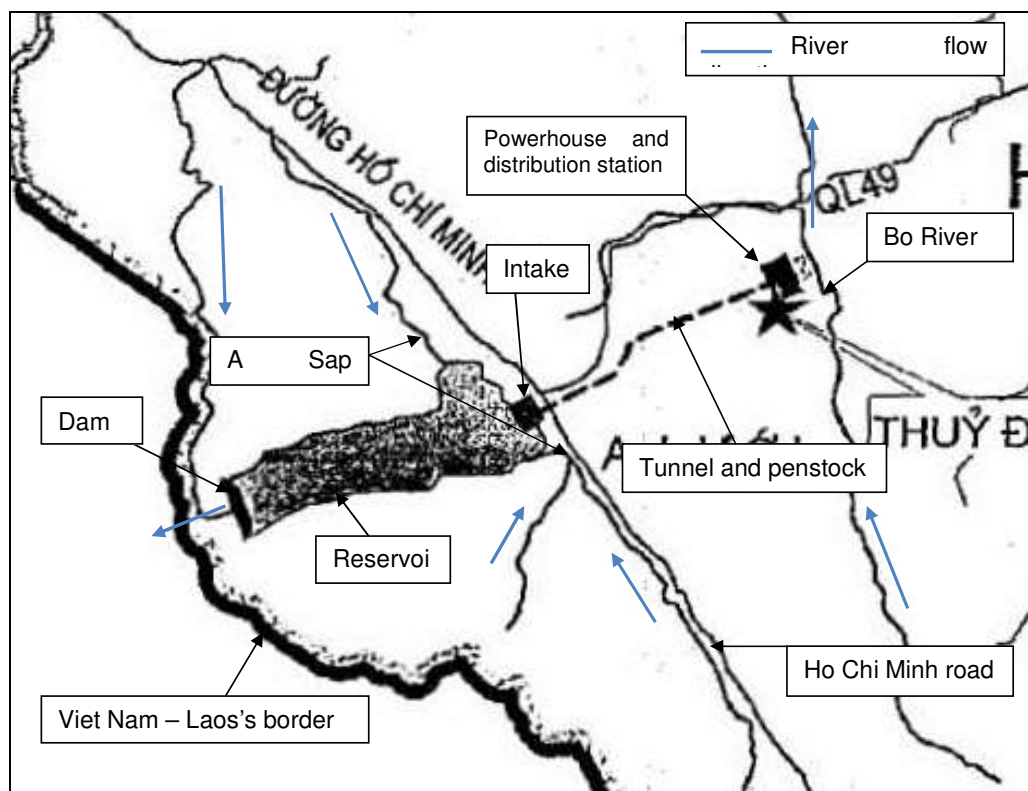 River flow
ĐƯỜNG HỒ CHÍ MINH
Powerhouse and
distribution station
QL49
Bo River
Intake
A Sap
Dam
THUỶ Đ
Tunnel and penstock
Reservoi
Ho Chi Minh road
Viet Nam – Laos's border